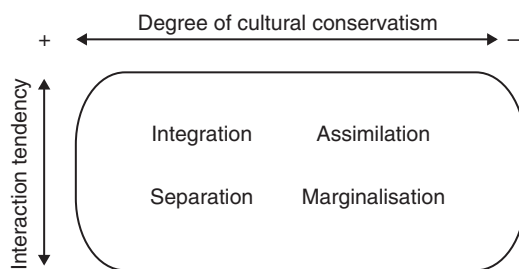 Degree of cultural conservatism
+ −
Interaction tendency
Integration Assimilation
Separation Marginalisation